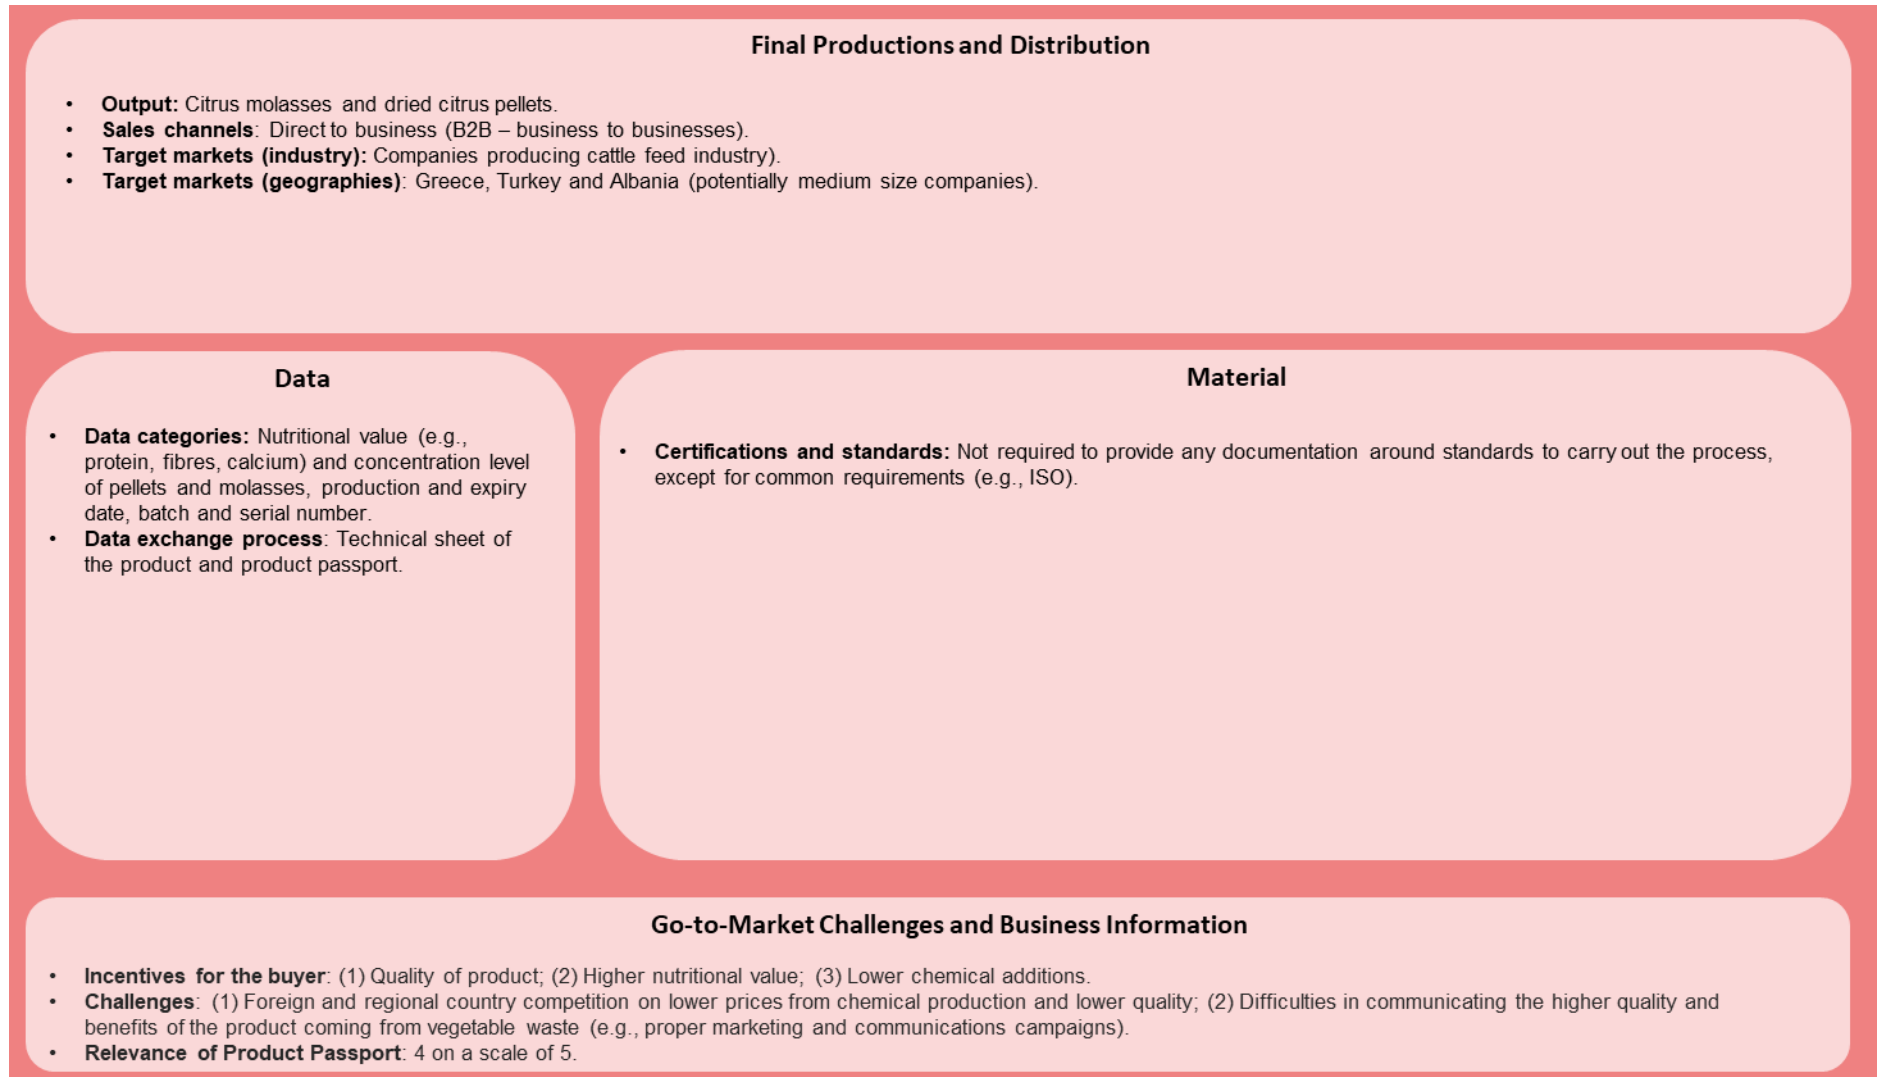 Final Productions and Distribution
• Output: Citrus molasses and dried citrus pellets.
• Sales channels: Direct to business (B2B – business to businesses).
• Target markets (industry): Companies producing cattle feed industry).
• Target markets (geographies): Greece, Turkey and Albania (potentially medium size companies).
Data
• Data categories: Nutritional value (e.g.,
protein, fibres, calcium) and concentration level
of pellets and molasses, production and expiry
date, batch and serial number.
• Data exchange process: Technical sheet of
the product and product passport.
Material
• Certifications and standards: Not required to provide any documentation around standards to carry out the process,
except for common requirements (e.g., ISO).
Go-to-Market Challenges and Business Information
• Incentives for the buyer: (1) Quality of product; (2) Higher nutritional value; (3) Lower chemical additions.
• Challenges: (1) Foreign and regional country competition on lower prices from chemical production and lower quality; (2) Difficulties in communicating the higher quality and
benefits of the product coming from vegetable waste (e.g., proper marketing and communications campaigns).
• Relevance of Product Passport: 4 on a scale of 5.